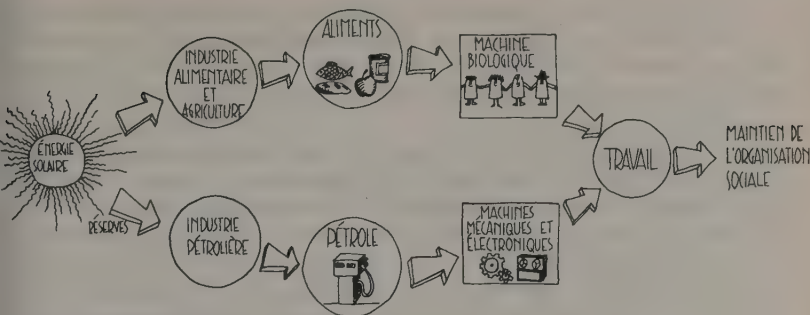 ÉNERGIE
SOLAIRE
RÉSERVES
INDUSTRIE
ALIMENTAIRE
ET
AGRICULTURE
ALIMENTS
MACHINE
BIOLOGIQUE
INDUSTRIE
PÉTROLIÈRE
PÉTROLE
MACHINES
MÉCANIQUES ET
ÉLECTRONIQUES
TRAVAIL
MAINTIEN DE
L'ORGANISATION
SOCIALE